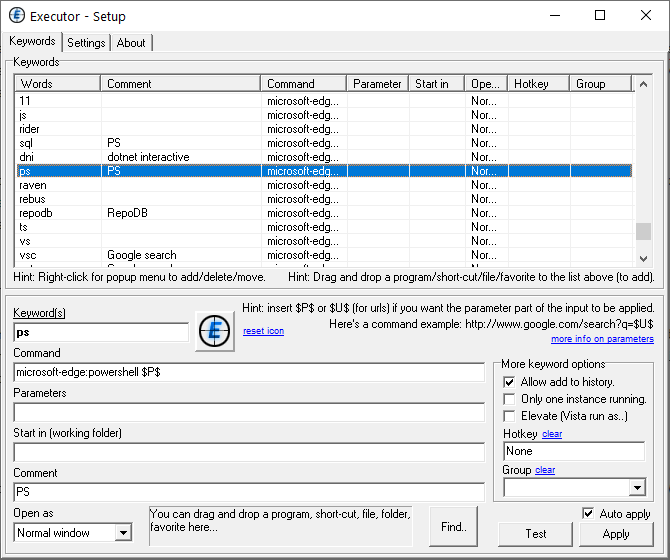 Executor - Setup
Keywords Settings About
Keywords
Words Comment Command Parameter Start in Ope... Hotkey Group
11 microsoft-edg... Nor...
js microsoft-edg... Nor...
rider microsoft-edg... Nor...
sql PS microsoft-edg... Nor...
dni dotnet interactive microsoft-edg... Nor...
ps PS microsoft-edg... Nor...
raven microsoft-edg... Nor...
rebus microsoft-edg... Nor...
repodb RepoDB microsoft-edg... Nor...
ts microsoft-edg... Nor...
vs microsoft-edg... Nor...
vsc Google search microsoft-edg... Nor...
Hint: Right-click for popup menu to add/delete/move. Hint: Drag and drop a program/short-cut/file/favorite to the list above (to add).
Keyword(s)
ps
E
reset icon
Hint: insert $P$ or $U$ (for urls) if you want the parameter part of the input to be applied.
Here's a command example: http://www.google.com/search?q=$U$
more info on parameters
Command
microsoft-edge:powershell $P$
Parameters
Start in (working folder)
Comment
PS
Open as
Normal window
You can drag and drop a program, short-cut, file, folder,
favorite here...
Find..
More keyword options
Allow add to history.
Only one instance running.
Elevate (Vista run as..)
Hotkey clear
None
Group clear
Auto apply
Test Apply